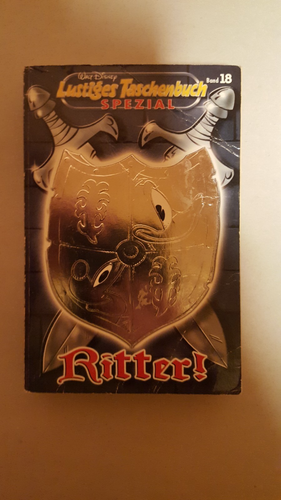 Walt Disney
Lustiges Taschenbuch
Band 18
SPEZIAL
Ritter!